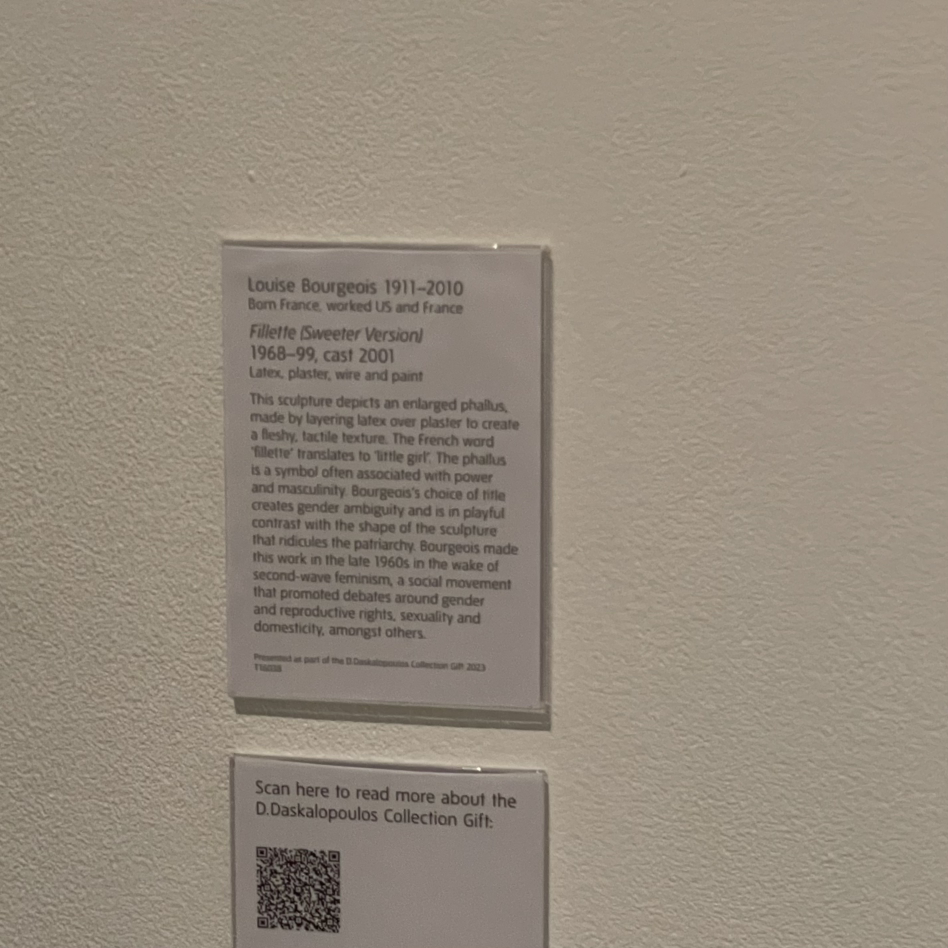 Louise Bourgeois 1911–2010
Born France, worked US and France
Fillette (Sweeter Version)
1968–99, cast 2001
Latex, plaster, wire and paint
This sculpture depicts an enlarged phallus,
made by layering latex over plaster to create
a fleshy, tactile texture. The French word
‘fillette’ translates to ‘little girl’. The phallus
is a symbol often associated with power
and masculinity. Bourgeois’s choice of title
creates gender ambiguity and is in playful
contrast with the shape of the sculpture
that ridicules the patriarchy. Bourgeois made
this work in the late 1960s in the wake of
second-wave feminism, a social movement
that promoted debates around gender
and reproductive rights, sexuality and
domesticity, amongst others.
Presented as part of the D.Daskalopoulos Collection Gift 2023
Scan here to read more about the
D.Daskalopoulos Collection Gift: